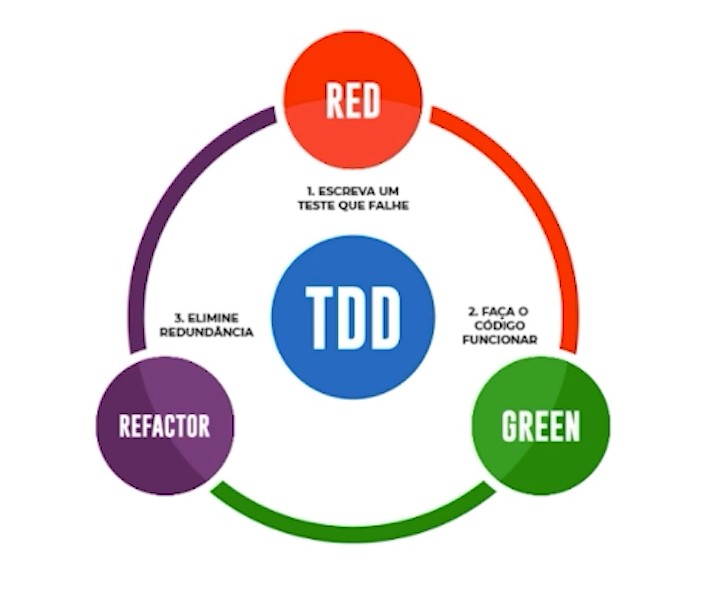 RED
1. ESCREVA UM
TESTE QUE FALHE
TDD
2. FAÇA O
CÓDIGO
FUNCIONAR
3. ELIMINE
REDUNDÂNCIA
REFACTOR
GREEN